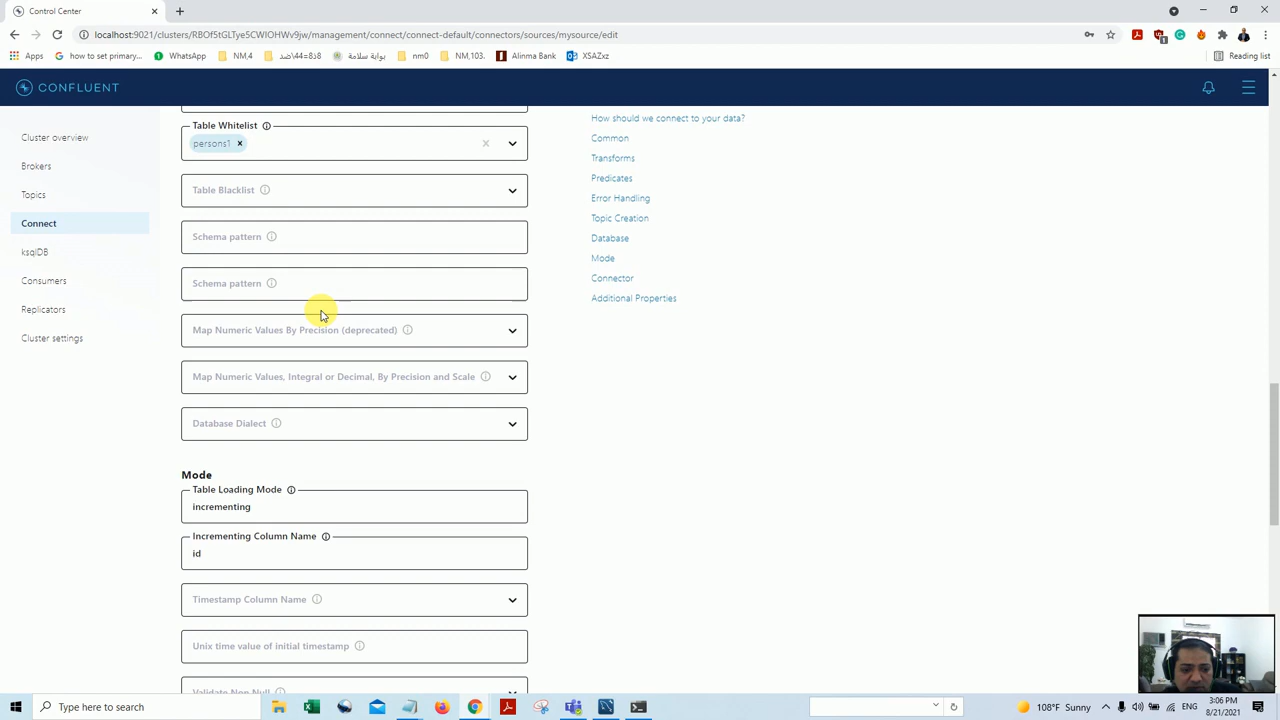 Control Center
localhost:9021/clusters/RBOf5tGLTye5CWIOHWv9jw/management/connect/connect-default/connectors/sources/mysource/edit
Apps
how to set primary...
WhatsApp
NM,4
8ز3=44\ضد
بوابة سلامة
nm0
NM,103.
Alinma Bank
XSAZxz
Reading list
CONFLUENT
Cluster overview
Brokers
Topics
Connect
ksqlDB
Consumers
Replicators
Cluster settings
Table Whitelist
persons1
Table Blacklist
Schema pattern
Schema pattern
Map Numeric Values By Precision (deprecated)
Map Numeric Values, Integral or Decimal, By Precision and Scale
Database Dialect
Mode
Table Loading Mode
incrementing
Incrementing Column Name
id
Timestamp Column Name
Unix time value of initial timestamp
Validate Non Null
How should we connect to your data?
Common
Transforms
Predicates
Error Handling
Topic Creation
Database
Mode
Connector
Additional Properties
Type here to search
108°F Sunny
ENG
3:06 PM
8/21/2021